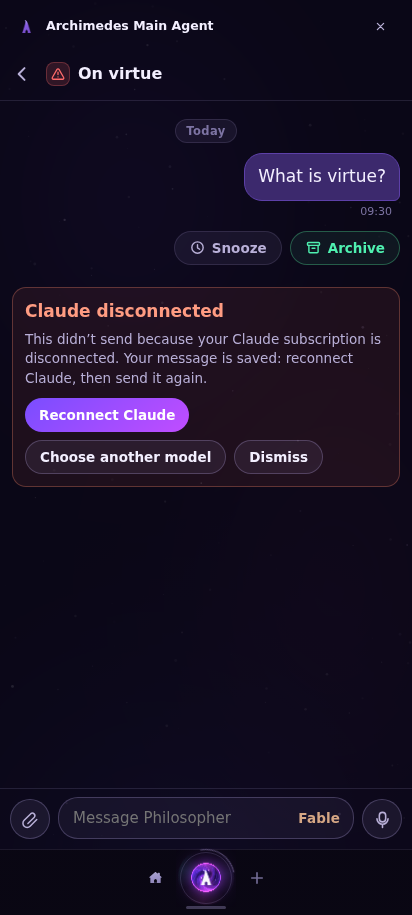 Archimedes Main Agent
On virtue
Today
What is virtue?
09:30
Snooze
Archive
Claude disconnected
This didn’t send because your Claude subscription is
disconnected. Your message is saved: reconnect
Claude, then send it again.
Reconnect Claude
Choose another model
Dismiss
Message Philosopher
Fable